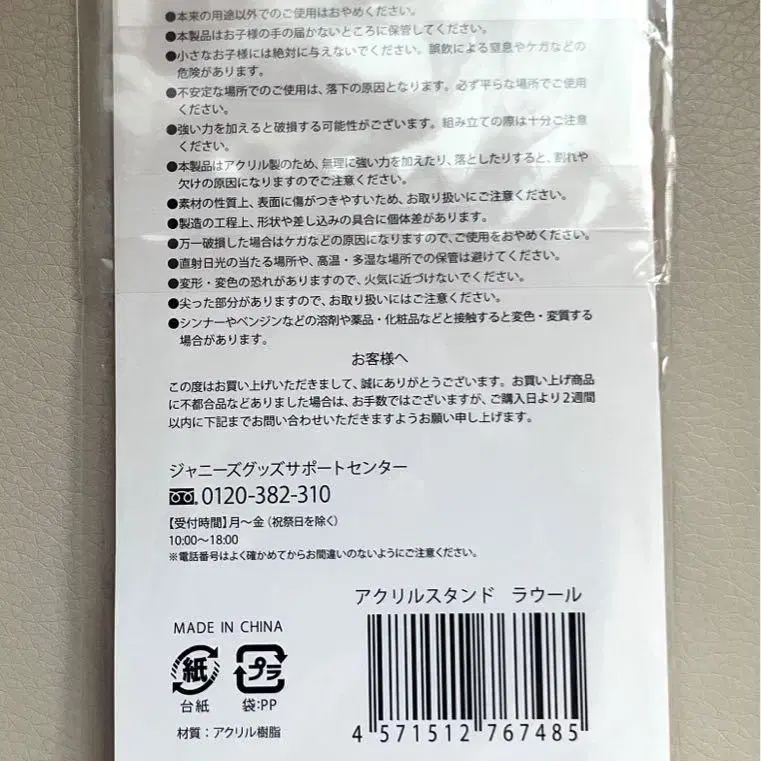 ●本来の用途以外でのご使用はおやめください。
●本製品はお子様の手の届かないところに保管してください。
●小さなお子様には絶対に与えないでください。誤飲による窒息やケガなどの
危険があります。
●不安定な場所でのご使用は、落下の原因となります。必ず平らな場所でご使用
ください。
●強い力を加えると破損する可能性がございます。組み立ての際は十分ご注意
ください。
●本製品はアクリル製のため、無理に強い力を加えたり、落としたりすると、割れや
欠けの原因になりますのでご注意ください。
●素材の性質上、表面に傷がつきやすいため、お取り扱いにご注意ください。
●製造の工程上、形状や差し込みの具合に個体差があります。
●万一破損した場合はケガなどの原因になりますので、ご使用をおやめください。
●直射日光の当たる場所や、高温・多湿な場所での保管は避けてください。
●変形・変色の恐れがありますので、火気に近づけないでください。
●尖った部分がありますので、お取り扱いにはご注意ください。
●シンナーやベンジンなどの溶剤や薬品・化粧品などと接触すると変色・変質する
場合があります。
お客様へ
この度はお買い上げいただきまして、誠にありがとうございます。お買い上げ商品
に不都合品などありました場合は、お手数ではございますが、ご購入日より2週間
以内に下記までお問い合わせいただきますようお願い申し上げます。
ジャニーズグッズサポートセンター
0120-382-310
【受付時間】月〜金(祝祭日を除く)
10:00〜18:00
※電話番号はよく確かめてからお間違いのないようにご注意ください。
アクリルスタンド ラウール
MADE IN CHINA
紙 プラ
台紙 袋:PP
材質:アクリル樹脂
4 571512 767485